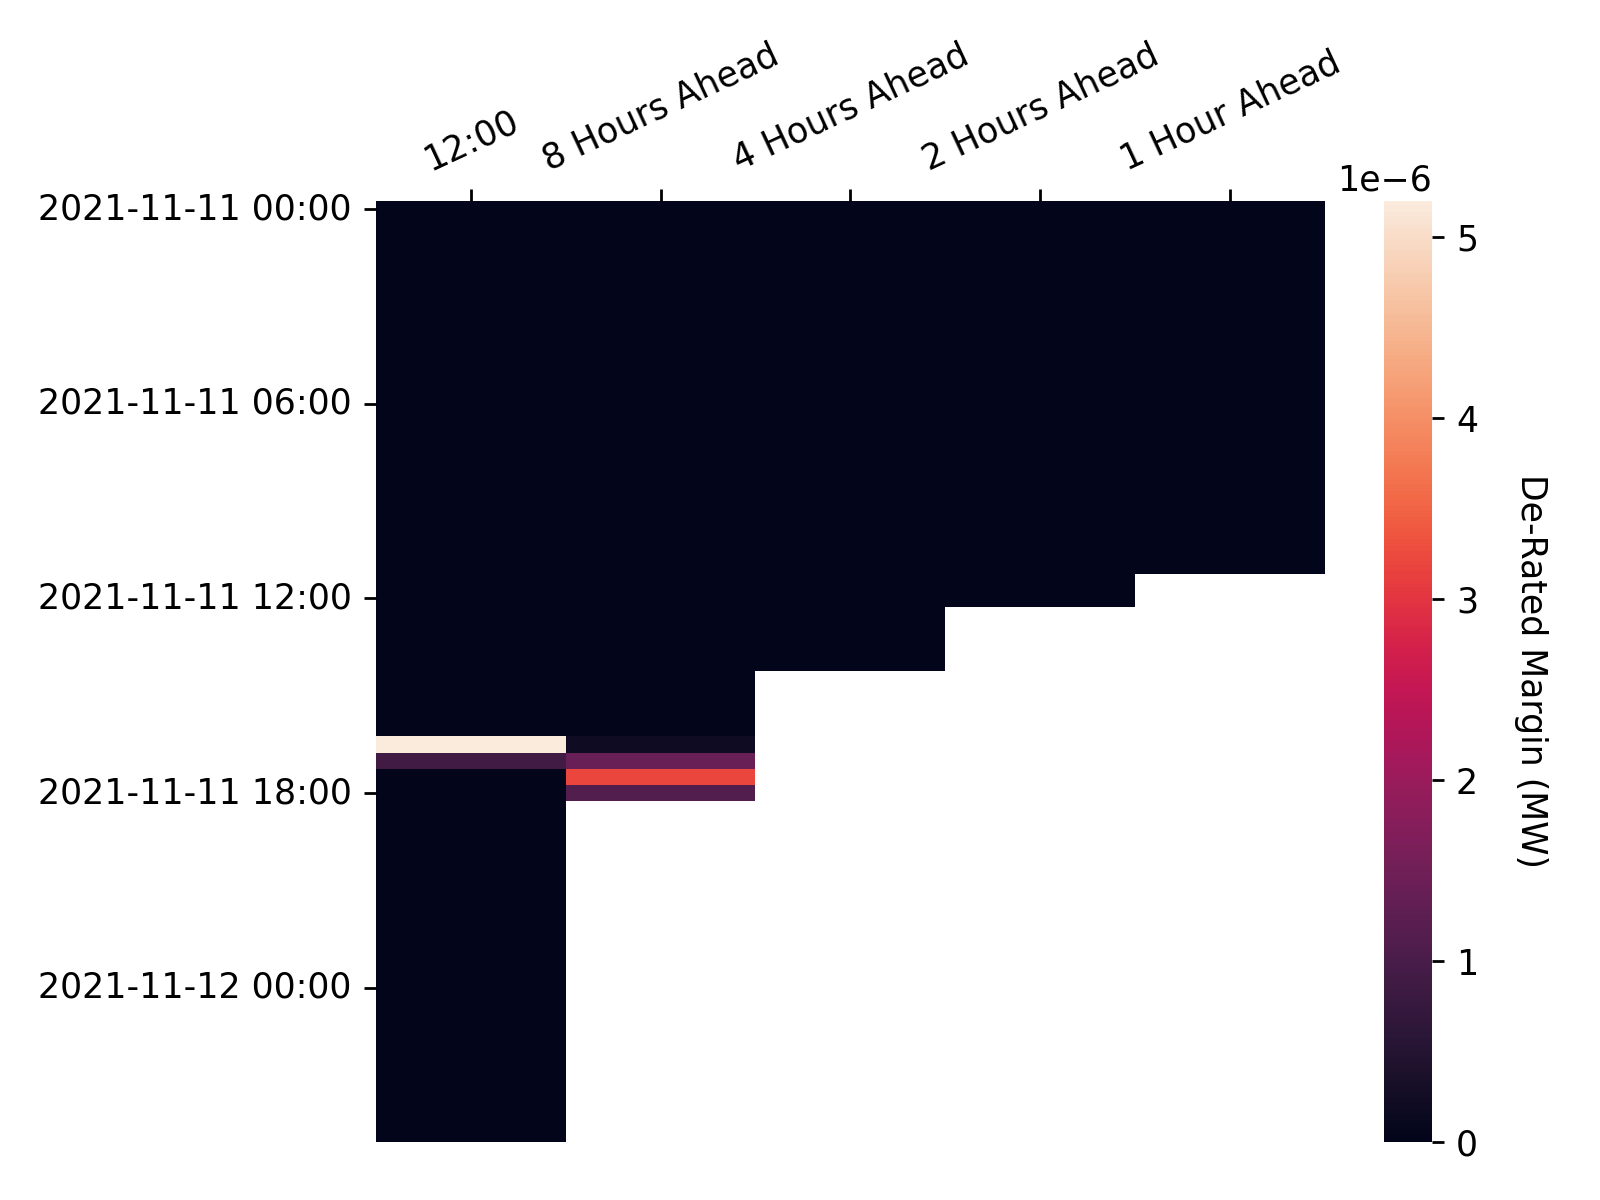 12:00
8 Hours Ahead
4 Hours Ahead
2 Hours Ahead
1 Hour Ahead
2021-11-11 00:00
2021-11-11 06:00
2021-11-11 12:00
2021-11-11 18:00
2021-11-12 00:00
1e−6
5
4
3
2
1
0
De-Rated Margin (MW)